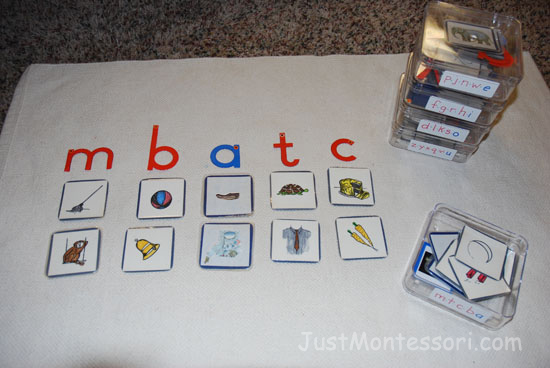 m b a t c
p·j·n·w·e
f·q·r·h·i
d·l·k·s·o
z·y·x·q·v·u
m·t·c·b·a
JustMontessori.com